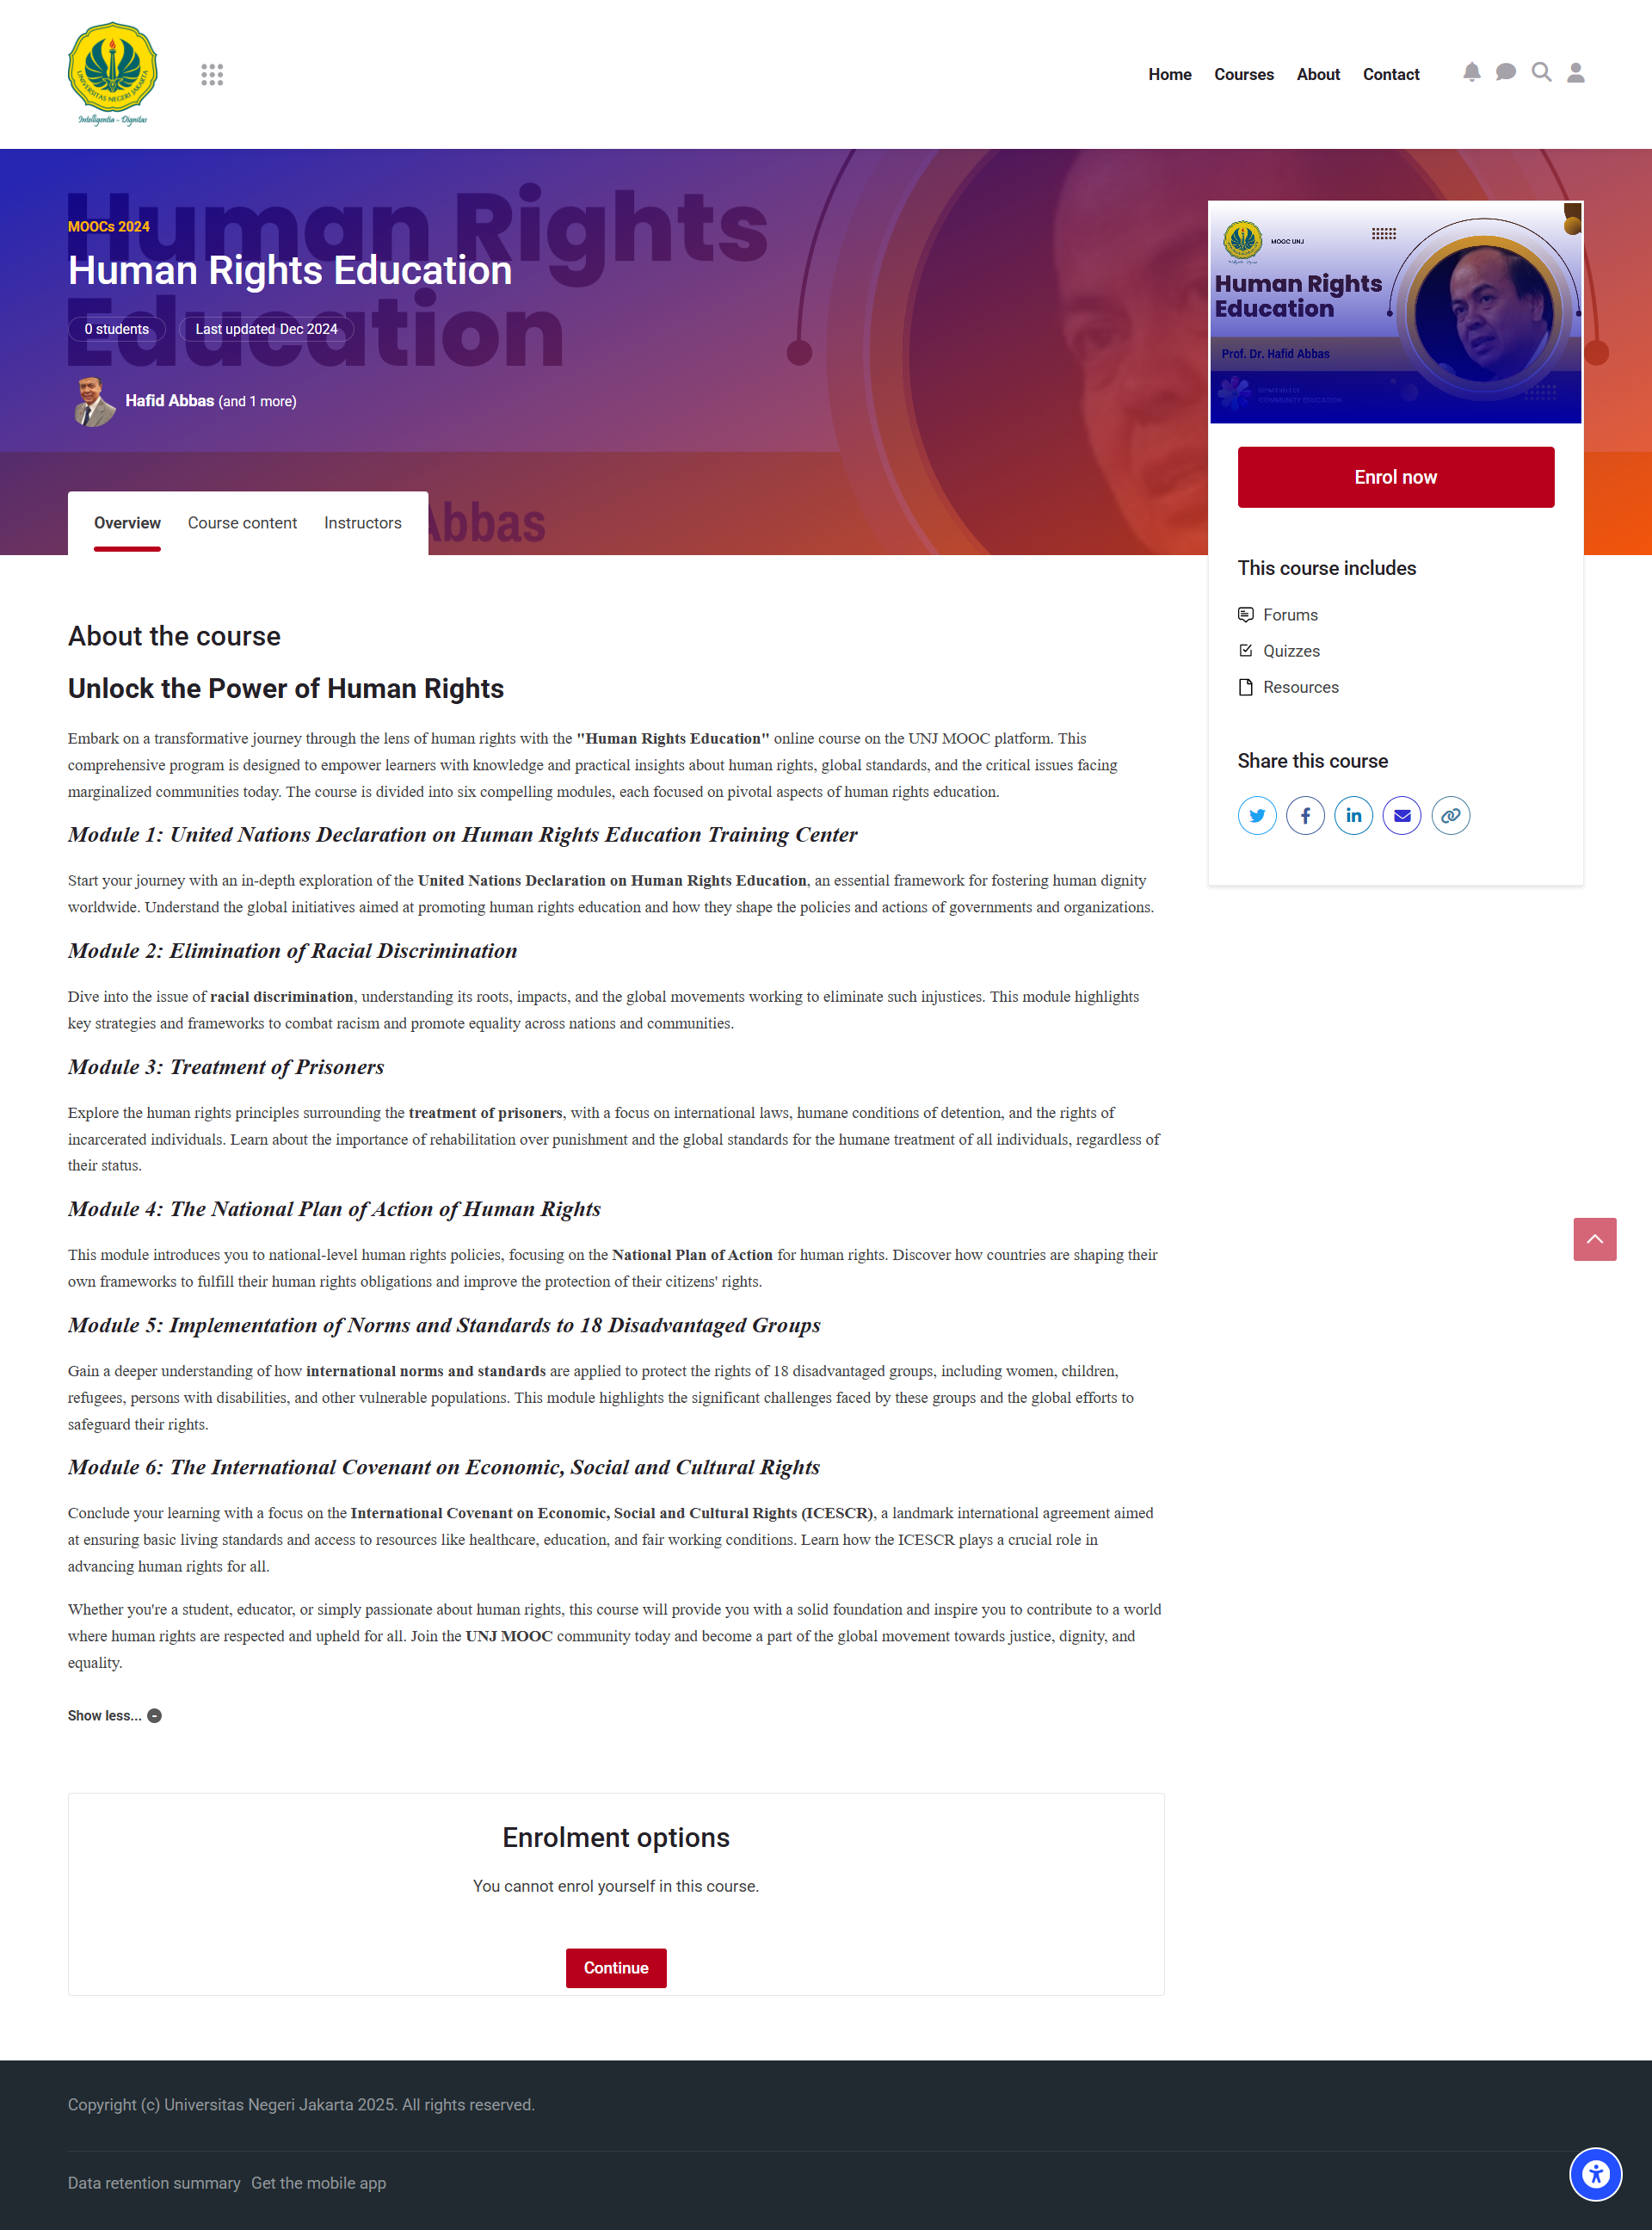 UNIVERSITAS NEGERI JAKARTA
Intelligentia - Dignitas
Home Courses About Contact
Human Rights
Education
Abbas
MOOCs 2024
Human Rights Education
0 students Last updated Dec 2024
Hafid Abbas (and 1 more)
Overview Course content Instructors
MOOC UNJ
Human Rights
Education
Prof. Dr. Hafid Abbas
DEPARTMENT OF
COMMUNITY EDUCATION
Enrol now
This course includes
Forums
Quizzes
Resources
Share this course
About the course
Unlock the Power of Human Rights
Embark on a transformative journey through the lens of human rights with the "Human Rights Education" online course on the UNJ MOOC platform. This
comprehensive program is designed to empower learners with knowledge and practical insights about human rights, global standards, and the critical issues facing
marginalized communities today. The course is divided into six compelling modules, each focused on pivotal aspects of human rights education.
Module 1: United Nations Declaration on Human Rights Education Training Center
Start your journey with an in-depth exploration of the United Nations Declaration on Human Rights Education, an essential framework for fostering human dignity
worldwide. Understand the global initiatives aimed at promoting human rights education and how they shape the policies and actions of governments and organizations.
Module 2: Elimination of Racial Discrimination
Dive into the issue of racial discrimination, understanding its roots, impacts, and the global movements working to eliminate such injustices. This module highlights
key strategies and frameworks to combat racism and promote equality across nations and communities.
Module 3: Treatment of Prisoners
Explore the human rights principles surrounding the treatment of prisoners, with a focus on international laws, humane conditions of detention, and the rights of
incarcerated individuals. Learn about the importance of rehabilitation over punishment and the global standards for the humane treatment of all individuals, regardless of
their status.
Module 4: The National Plan of Action of Human Rights
This module introduces you to national-level human rights policies, focusing on the National Plan of Action for human rights. Discover how countries are shaping their
own frameworks to fulfill their human rights obligations and improve the protection of their citizens' rights.
Module 5: Implementation of Norms and Standards to 18 Disadvantaged Groups
Gain a deeper understanding of how international norms and standards are applied to protect the rights of 18 disadvantaged groups, including women, children,
refugees, persons with disabilities, and other vulnerable populations. This module highlights the significant challenges faced by these groups and the global efforts to
safeguard their rights.
Module 6: The International Covenant on Economic, Social and Cultural Rights
Conclude your learning with a focus on the International Covenant on Economic, Social and Cultural Rights (ICESCR), a landmark international agreement aimed
at ensuring basic living standards and access to resources like healthcare, education, and fair working conditions. Learn how the ICESCR plays a crucial role in
advancing human rights for all.
Whether you're a student, educator, or simply passionate about human rights, this course will provide you with a solid foundation and inspire you to contribute to a world
where human rights are respected and upheld for all. Join the UNJ MOOC community today and become a part of the global movement towards justice, dignity, and
equality.
Show less...
Enrolment options
You cannot enrol yourself in this course.
Continue
Copyright (c) Universitas Negeri Jakarta 2025. All rights reserved.
Data retention summary Get the mobile app